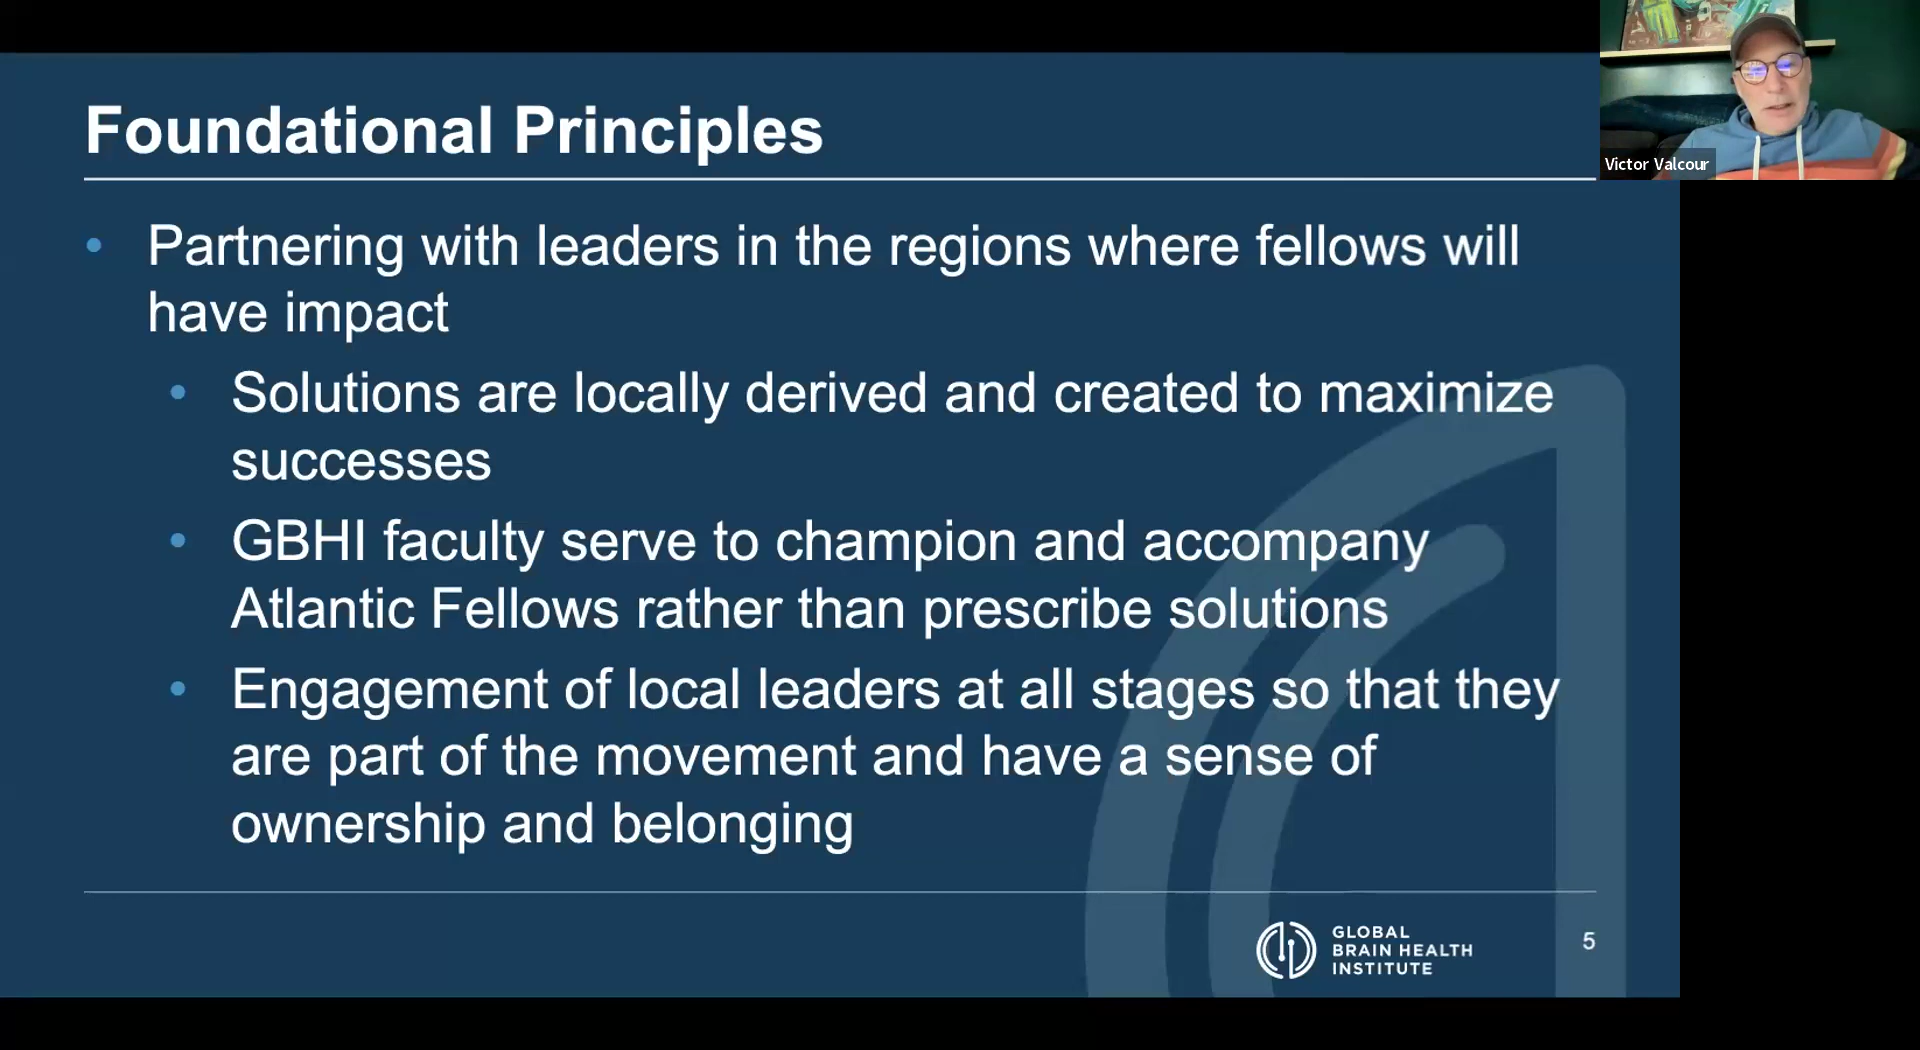 Foundational Principles
Victor Valcour
• Partnering with leaders in the regions where fellows will
have impact
• Solutions are locally derived and created to maximize
successes
• GBHI faculty serve to champion and accompany
Atlantic Fellows rather than prescribe solutions
• Engagement of local leaders at all stages so that they
are part of the movement and have a sense of
ownership and belonging
GLOBAL
BRAIN HEALTH
INSTITUTE
5